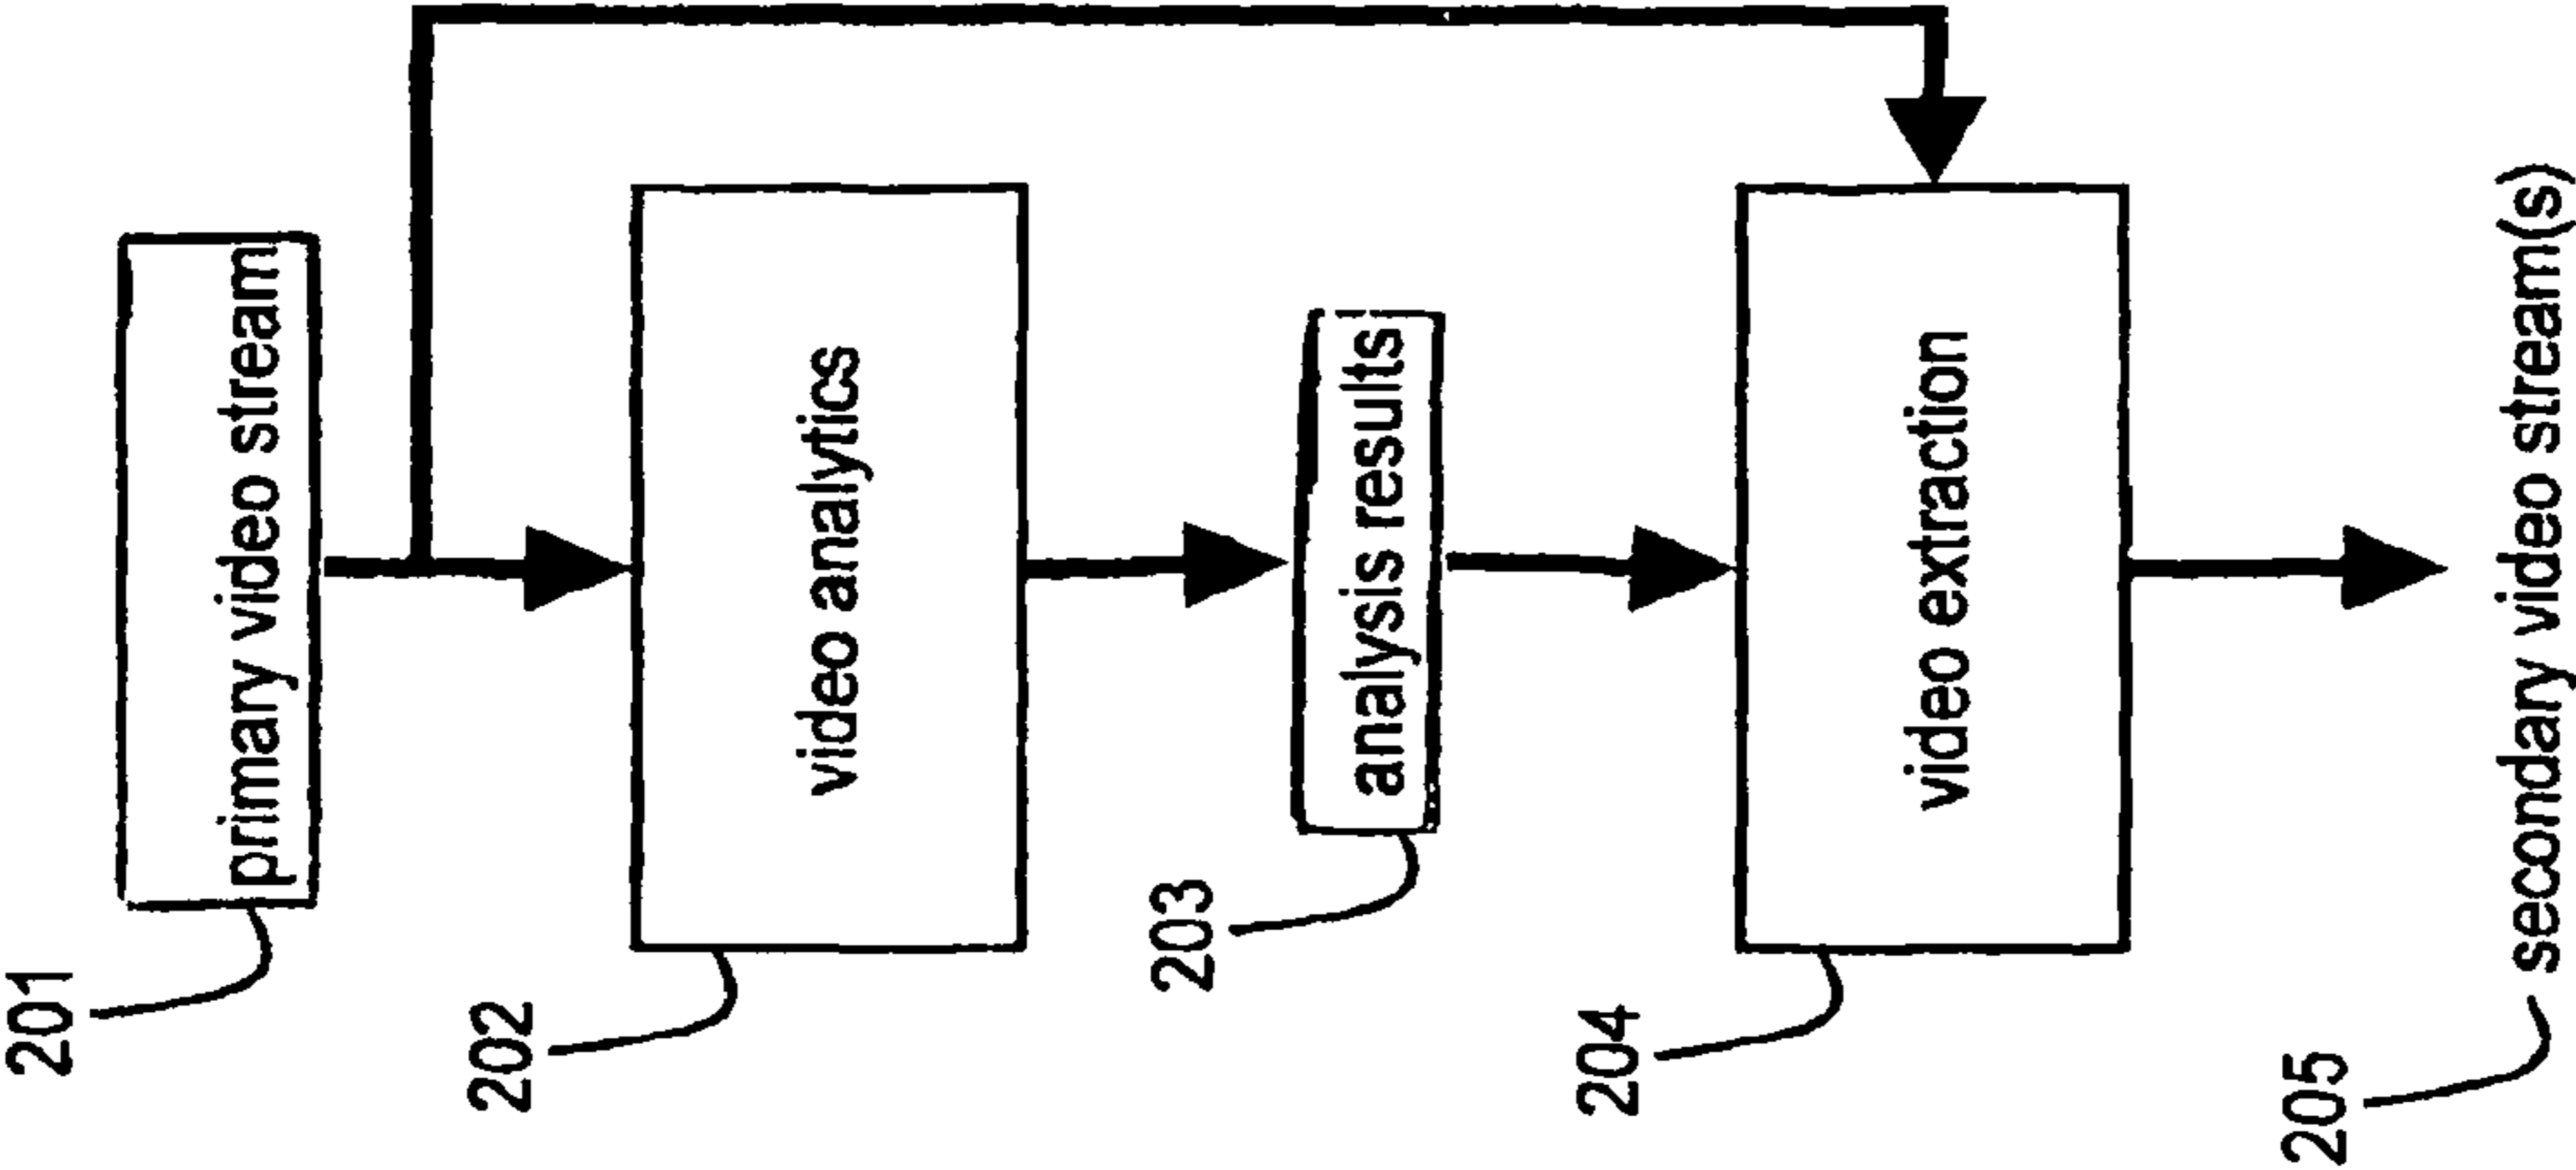 201
primary video stream
202
video analytics
203
analysis results
204
video extraction
205
secondary video stream(s)